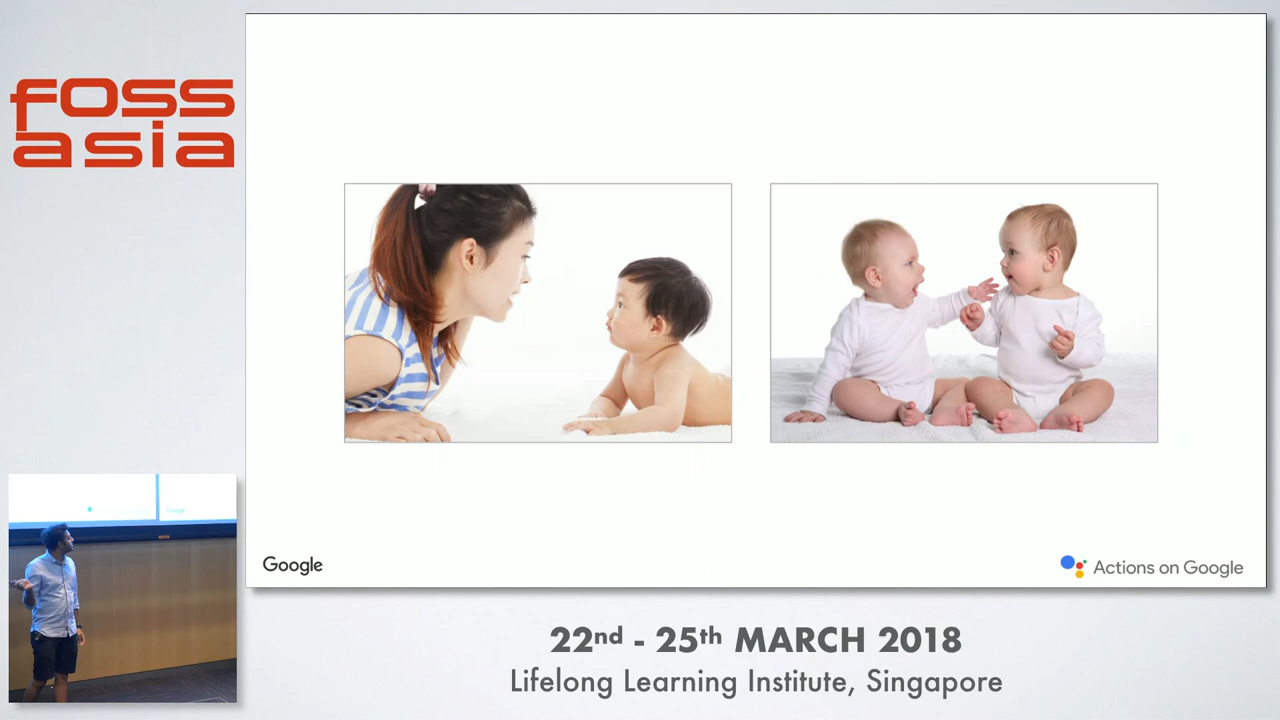 foss
asia
Google
Actions on Google
22nd - 25th MARCH 2018
Lifelong Learning Institute, Singapore